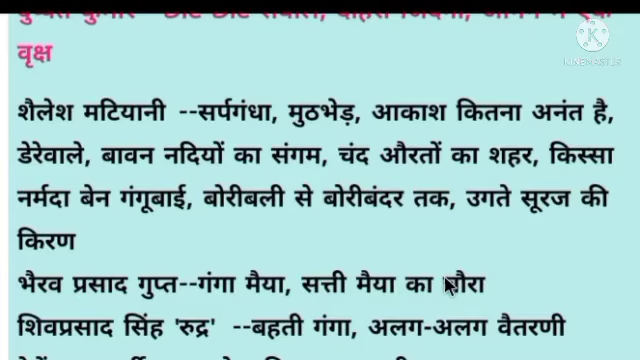 वृक्ष
शैलेश मटियानी --सर्पगंधा, मुठभेड़, आकाश कितना अनंत है,
डेरेवाले, बावन नदियों का संगम, चंद औरतों का शहर, किस्सा
नर्मदा बेन गंगूबाई, बोरीबली से बोरीबंदर तक, उगते सूरज की
किरण
भैरव प्रसाद गुप्त--गंगा मैया, सत्ती मैया का चौरा
शिवप्रसाद सिंह 'रुद्र' --बहती गंगा, अलग-अलग वैतरणी
KINEMASTER